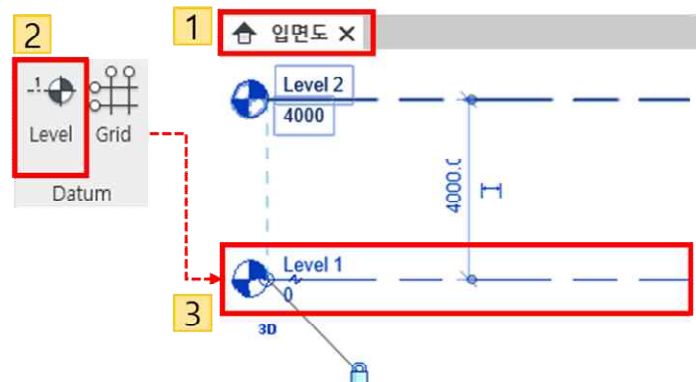 2
1
입면도
Level
Grid
Datum
Level 2
4000
4000.0
Level 1
0
3
3D